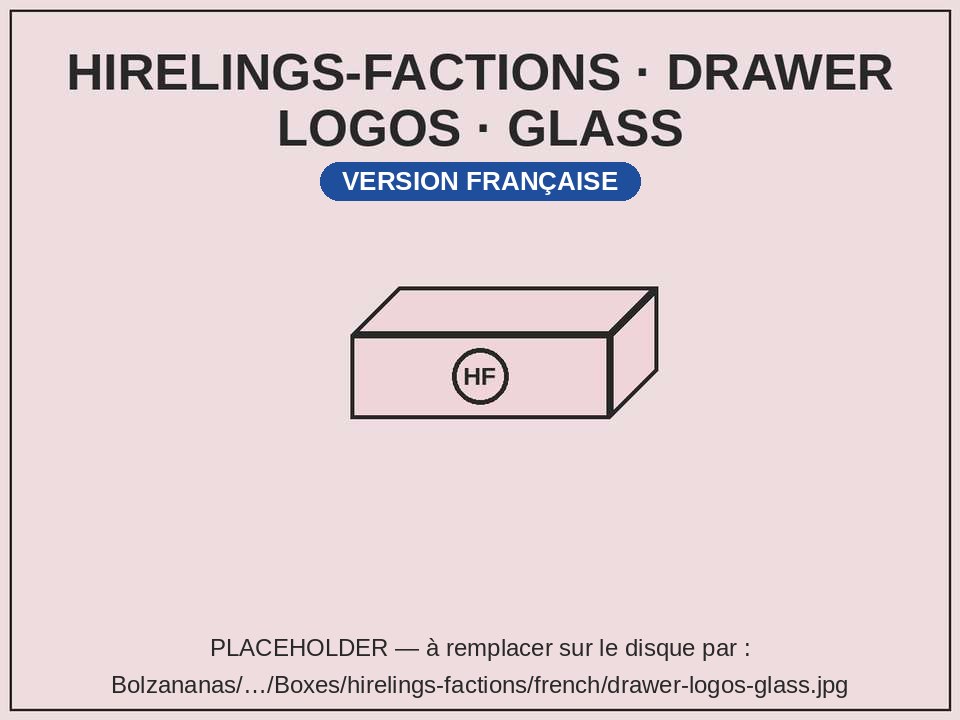 HIRELINGS-FACTIONS · DRAWER
LOGOS · GLASS
VERSION FRANÇAISE
HF
PLACEHOLDER — à remplacer sur le disque par :
Bolzananas/…/Boxes/hirelings-factions/french/drawer-logos-glass.jpg